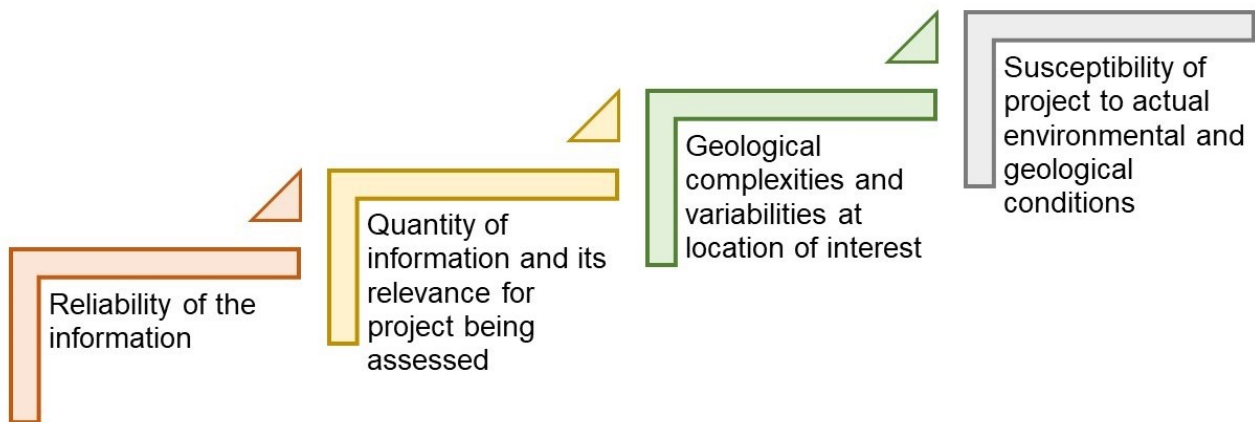 Reliability of the
information
Quantity of
information and its
relevance for
project being
assessed
Geological
complexities and
variabilities at
location of interest
Susceptibility of
project to actual
environmental and
geological
conditions